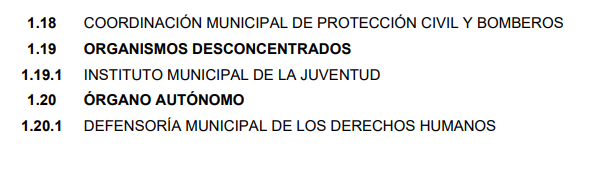 1.18 COORDINACIÓN MUNICIPAL DE PROTECCIÓN CIVIL Y BOMBEROS
1.19 ORGANISMOS DESCONCENTRADOS
1.19.1 INSTITUTO MUNICIPAL DE LA JUVENTUD
1.20 ÓRGANO AUTÓNOMO
1.20.1 DEFENSORÍA MUNICIPAL DE LOS DERECHOS HUMANOS